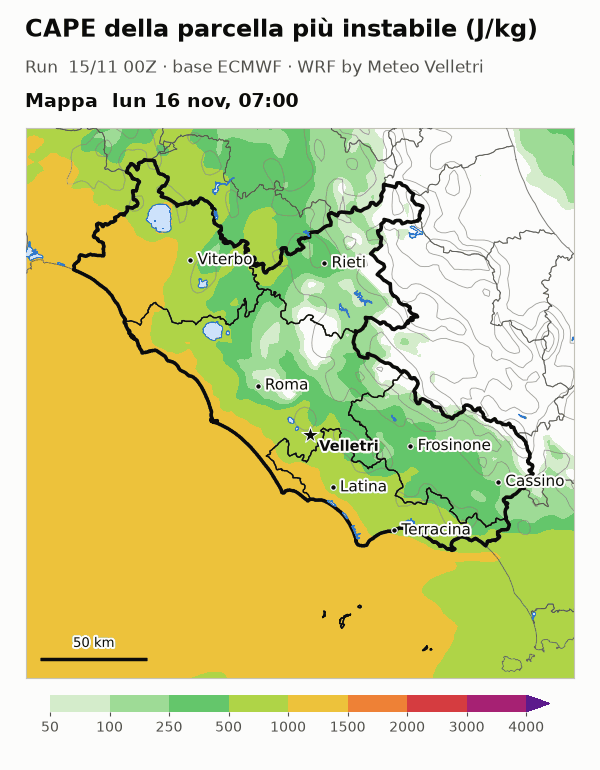 CAPE della parcella più instabile (J/kg)
Run  15/11 00Z · base ECMWF · WRF by Meteo Velletri
Mappa  lun 16 nov, 07:00
Viterbo
Rieti
Roma
Velletri
Frosinone
Cassino
Latina
Terracina
50 km
50 100 250 500 1000 1500 2000 3000 4000